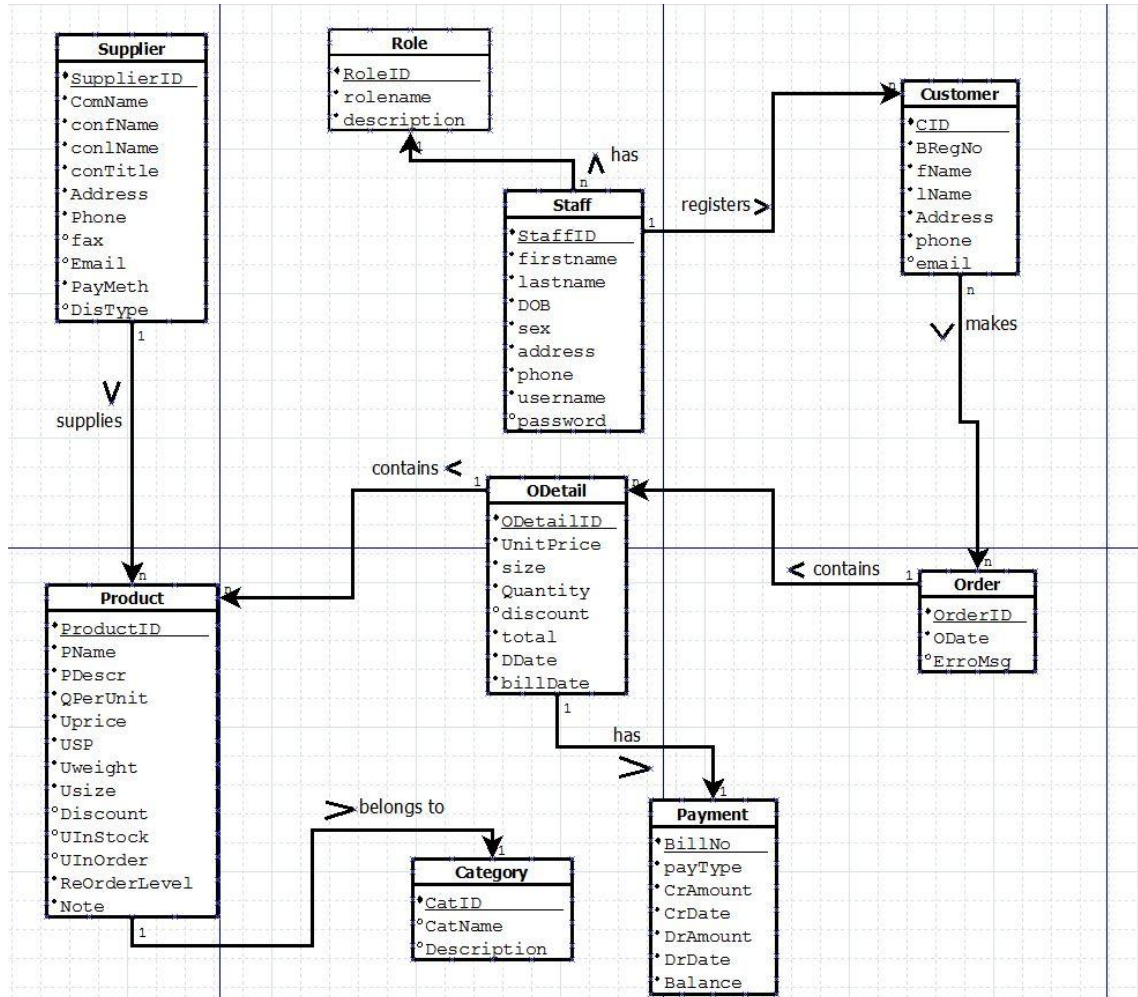 Supplier
SupplierID
ComName
confName
conlName
conTitle
Address
Phone
fax
Email
PayMeth
DisType
1
supplies
n
Role
RoleID
rolename
description
1
has
n
Staff
StaffID
firstname
lastname
DOB
sex
address
phone
username
password
1
registers
n
Customer
CID
BRegNo
fName
lName
Address
phone
email
n
makes
n
Order
OrderID
ODate
ErroMsg
1
contains
n
ODetail
ODetailID
UnitPrice
size
Quantity
discount
total
DDate
billDate
1
contains
n
Product
ProductID
PName
PDescr
QPerUnit
Uprice
USP
Uweight
Usize
Discount
UInStock
UInOrder
ReOrderLevel
Note
1
belongs to
1
Category
CatID
CatName
Description
1
has
1
Payment
BillNo
payType
CrAmount
CrDate
DrAmount
DrDate
Balance